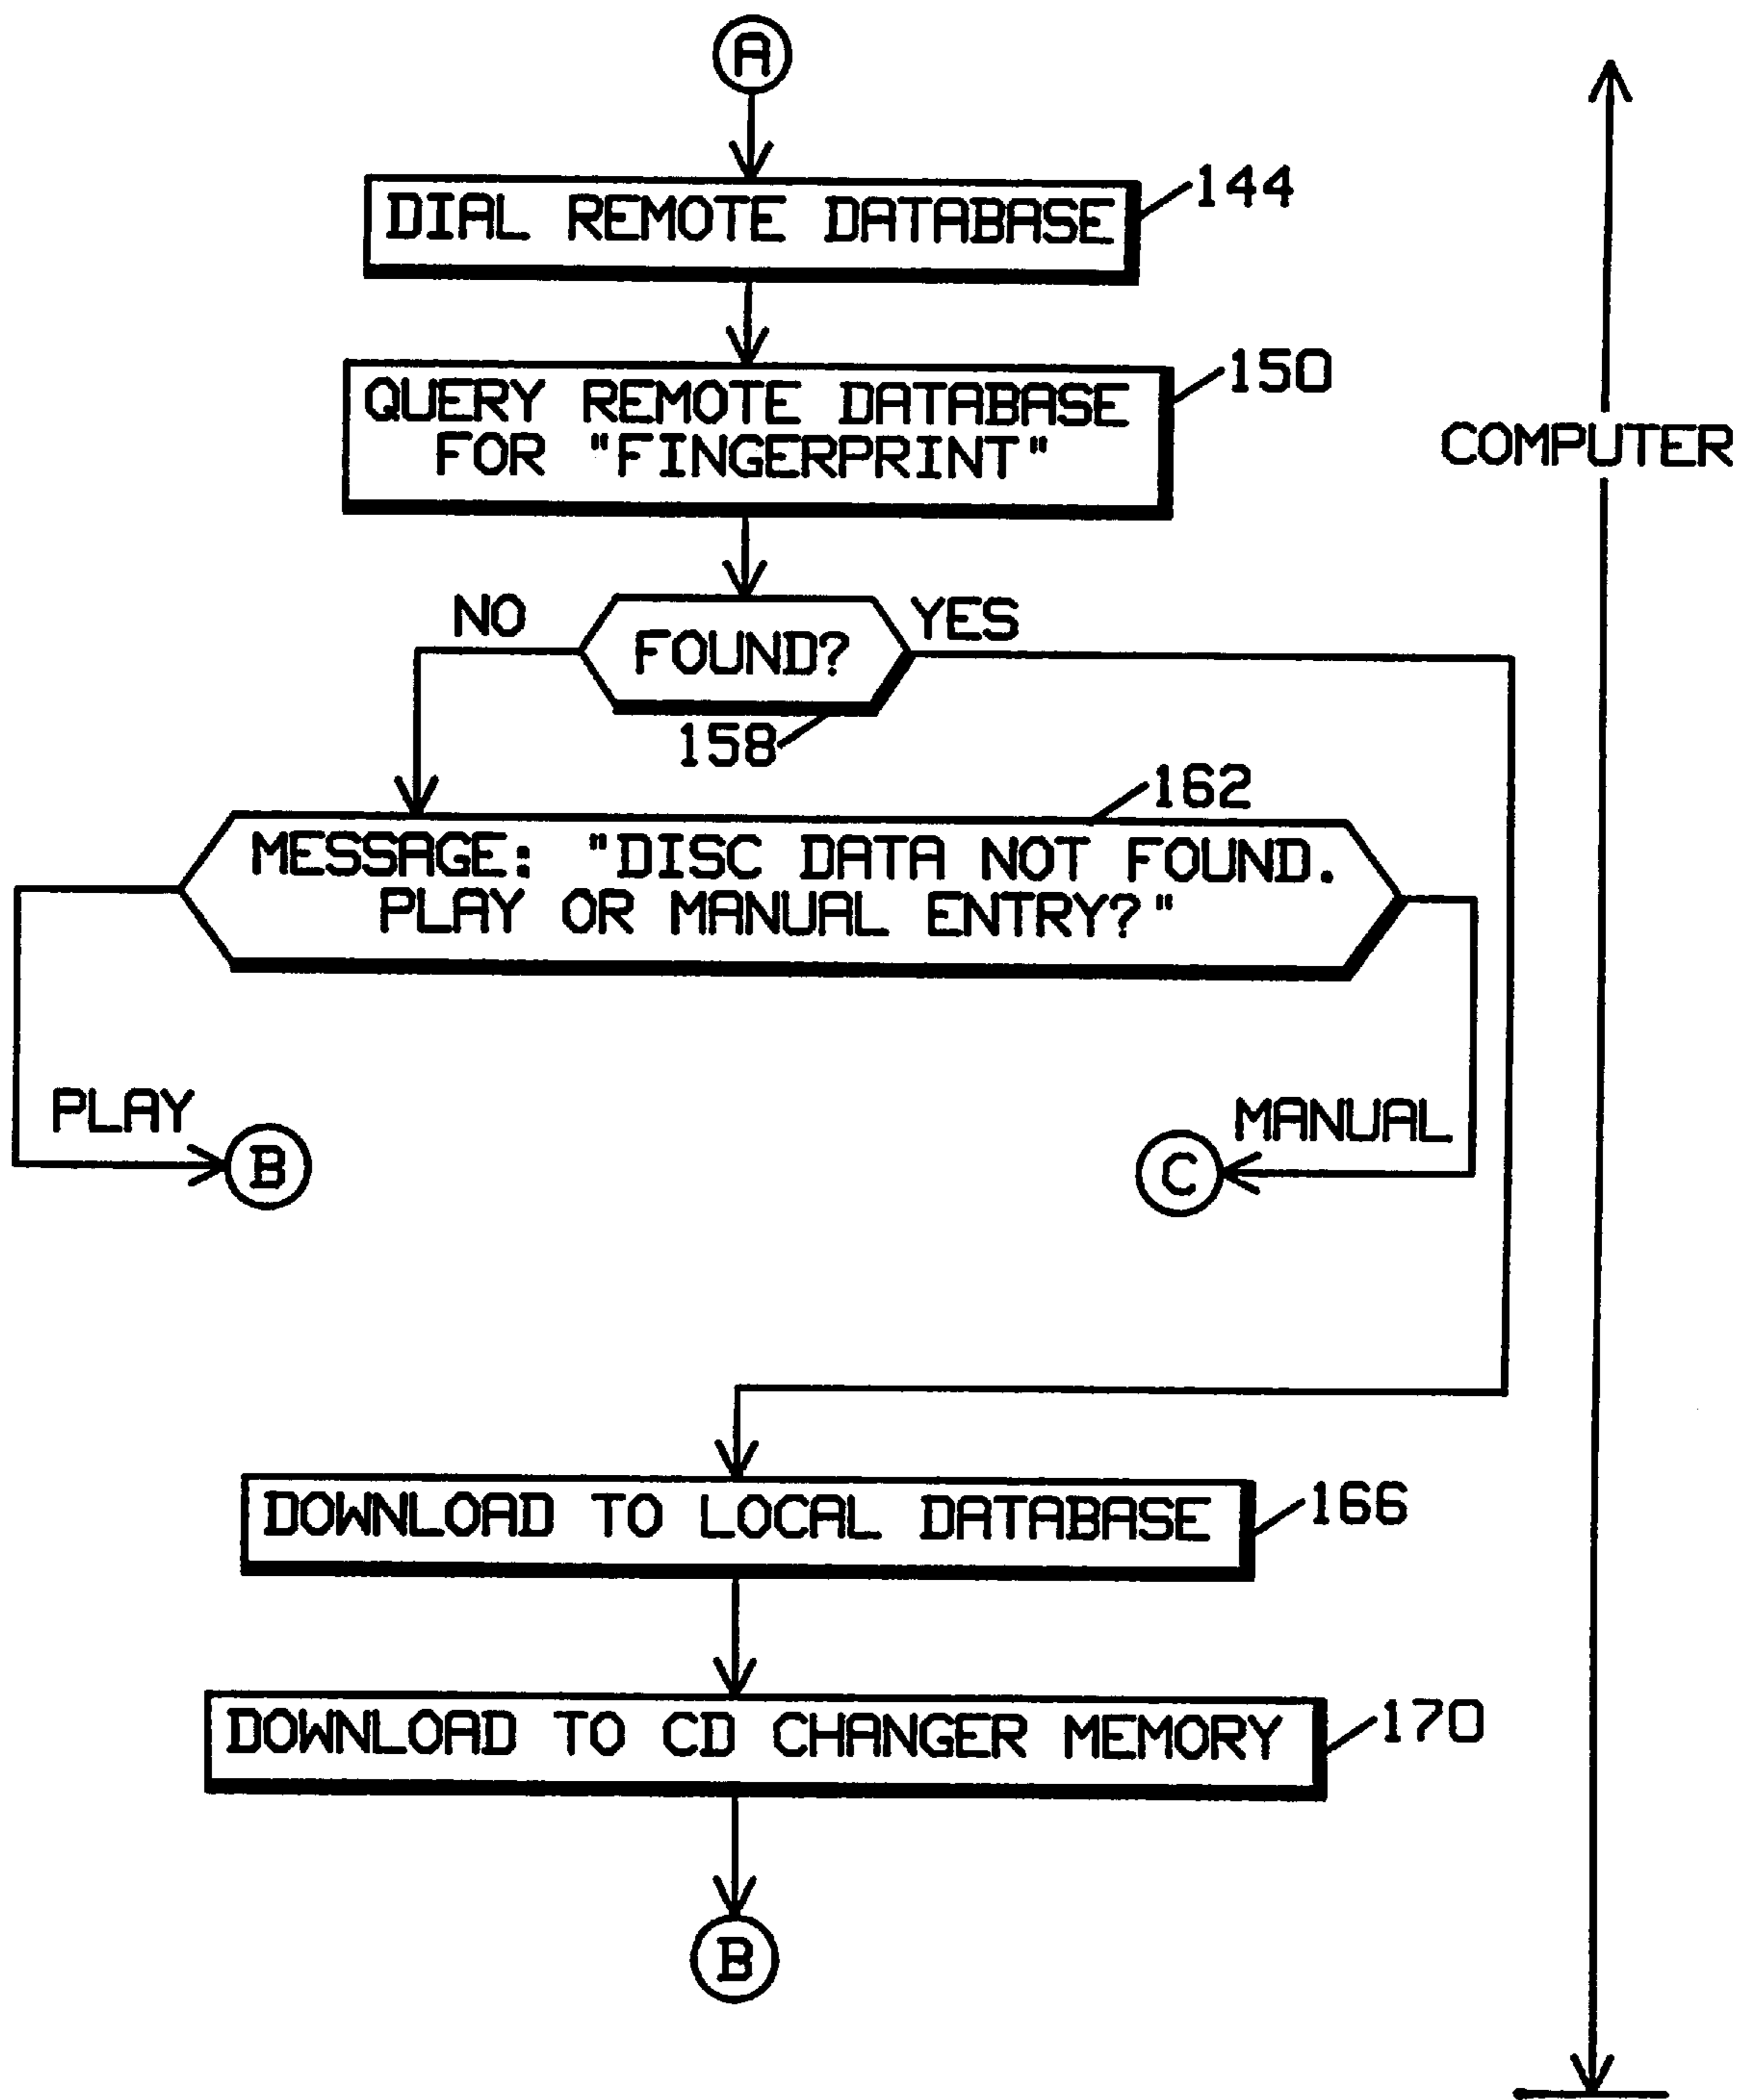 A
DIAL REMOTE DATABASE
144
QUERY REMOTE DATABASE
FOR "FINGERPRINT"
150
COMPUTER
NO
FOUND?
YES
158
162
MESSAGE: "DISC DATA NOT FOUND.
PLAY OR MANUAL ENTRY?"
PLAY
B
MANUAL
C
DOWNLOAD TO LOCAL DATABASE
166
DOWNLOAD TO CD CHANGER MEMORY
170
B